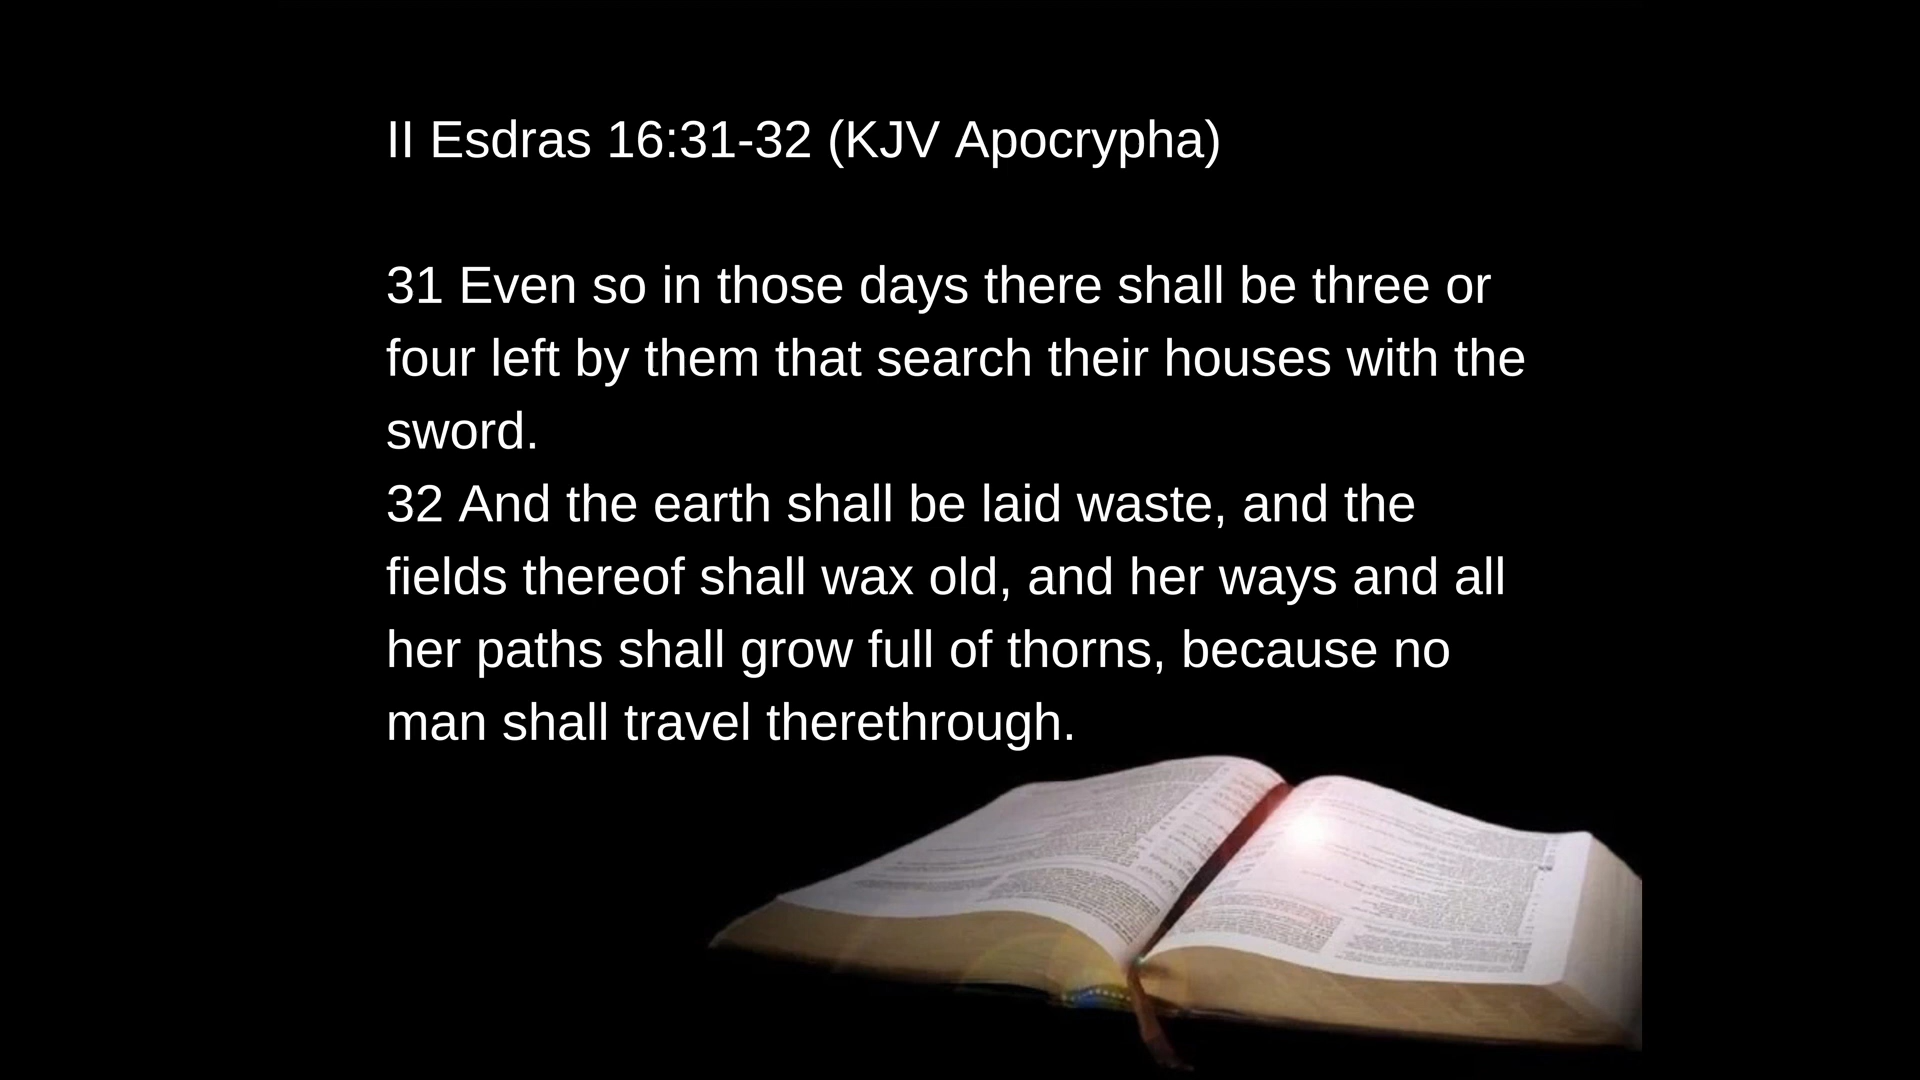 II Esdras 16:31-32 (KJV Apocrypha)
31 Even so in those days there shall be three or
four left by them that search their houses with the
sword.
32 And the earth shall be laid waste, and the
fields thereof shall wax old, and her ways and all
her paths shall grow full of thorns, because no
man shall travel therethrough.